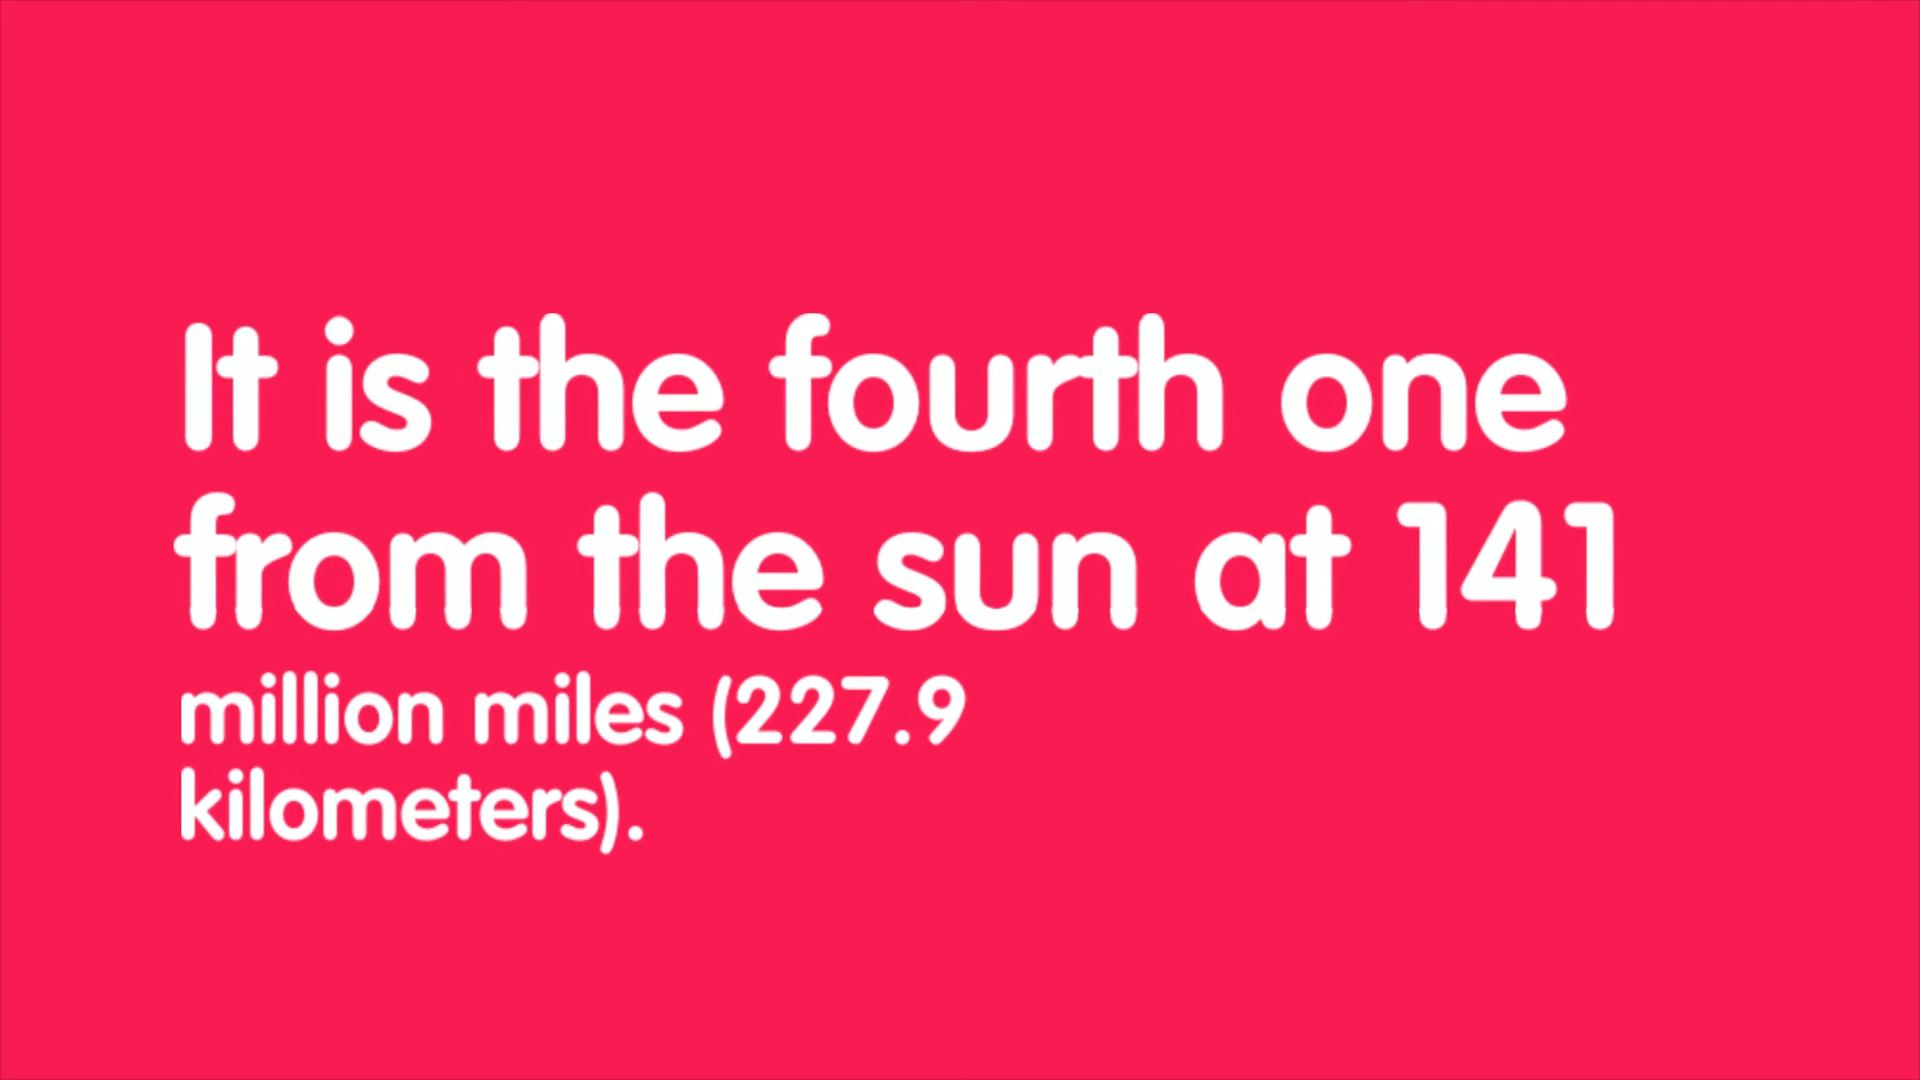 It is the fourth one
from the sun at 141
million miles (227.9
kilometers).